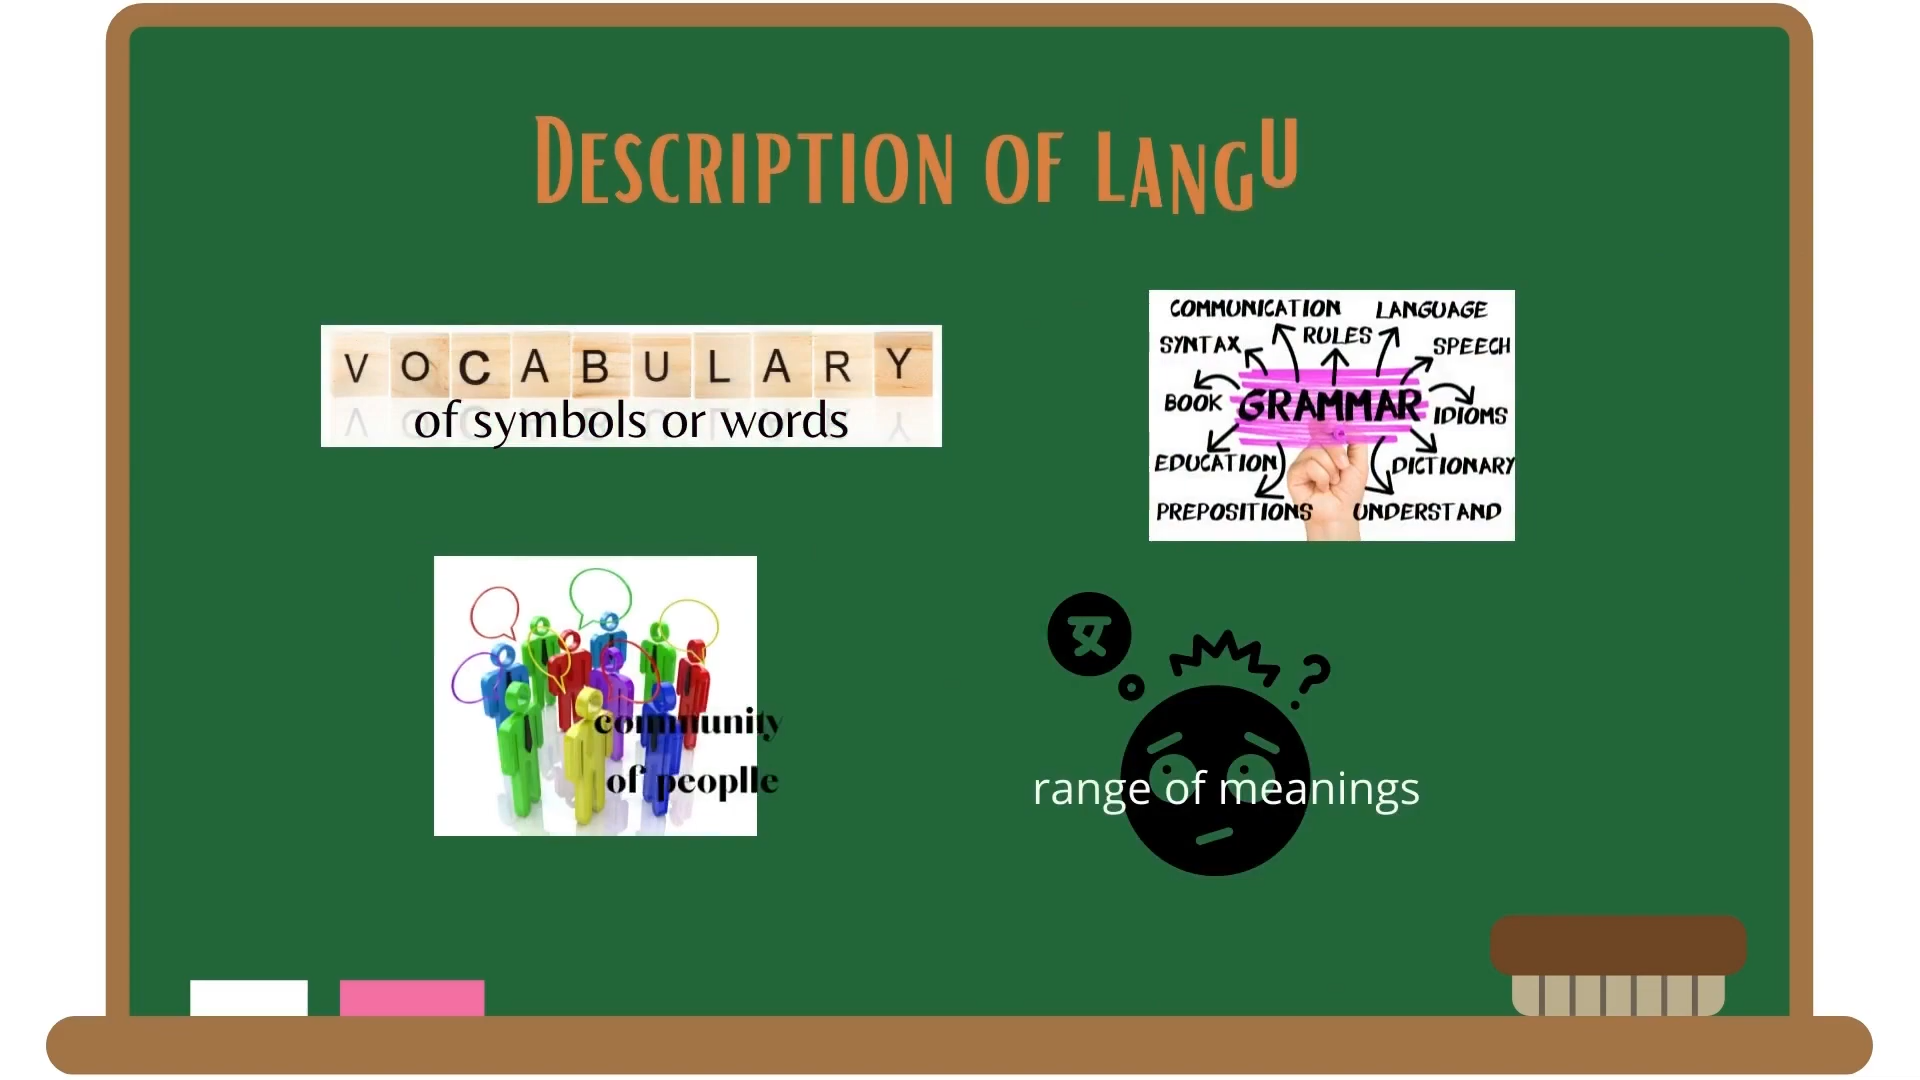 DESCRIPTION OF LANGU
VOCABULARY
of symbols or words
COMMUNICATION LANGUAGE
SYNTAX RULES SPEECH
BOOK GRAMMAR IDIOMS
EDUCATION DICTIONARY
PREPOSITIONS UNDERSTAND
community
of peoplle
?
range of meanings